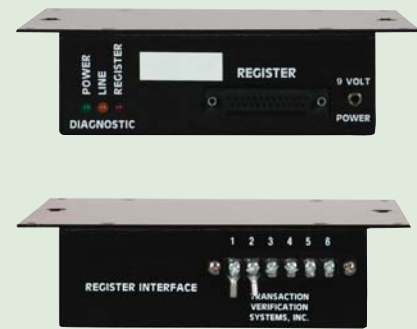 POWER
LINE
REGISTER
DIAGNOSTIC
REGISTER
9 VOLT
POWER
1 2 3 4 5 6
REGISTER INTERFACE
TRANSACTION
VERIFICATION
SYSTEMS, INC.